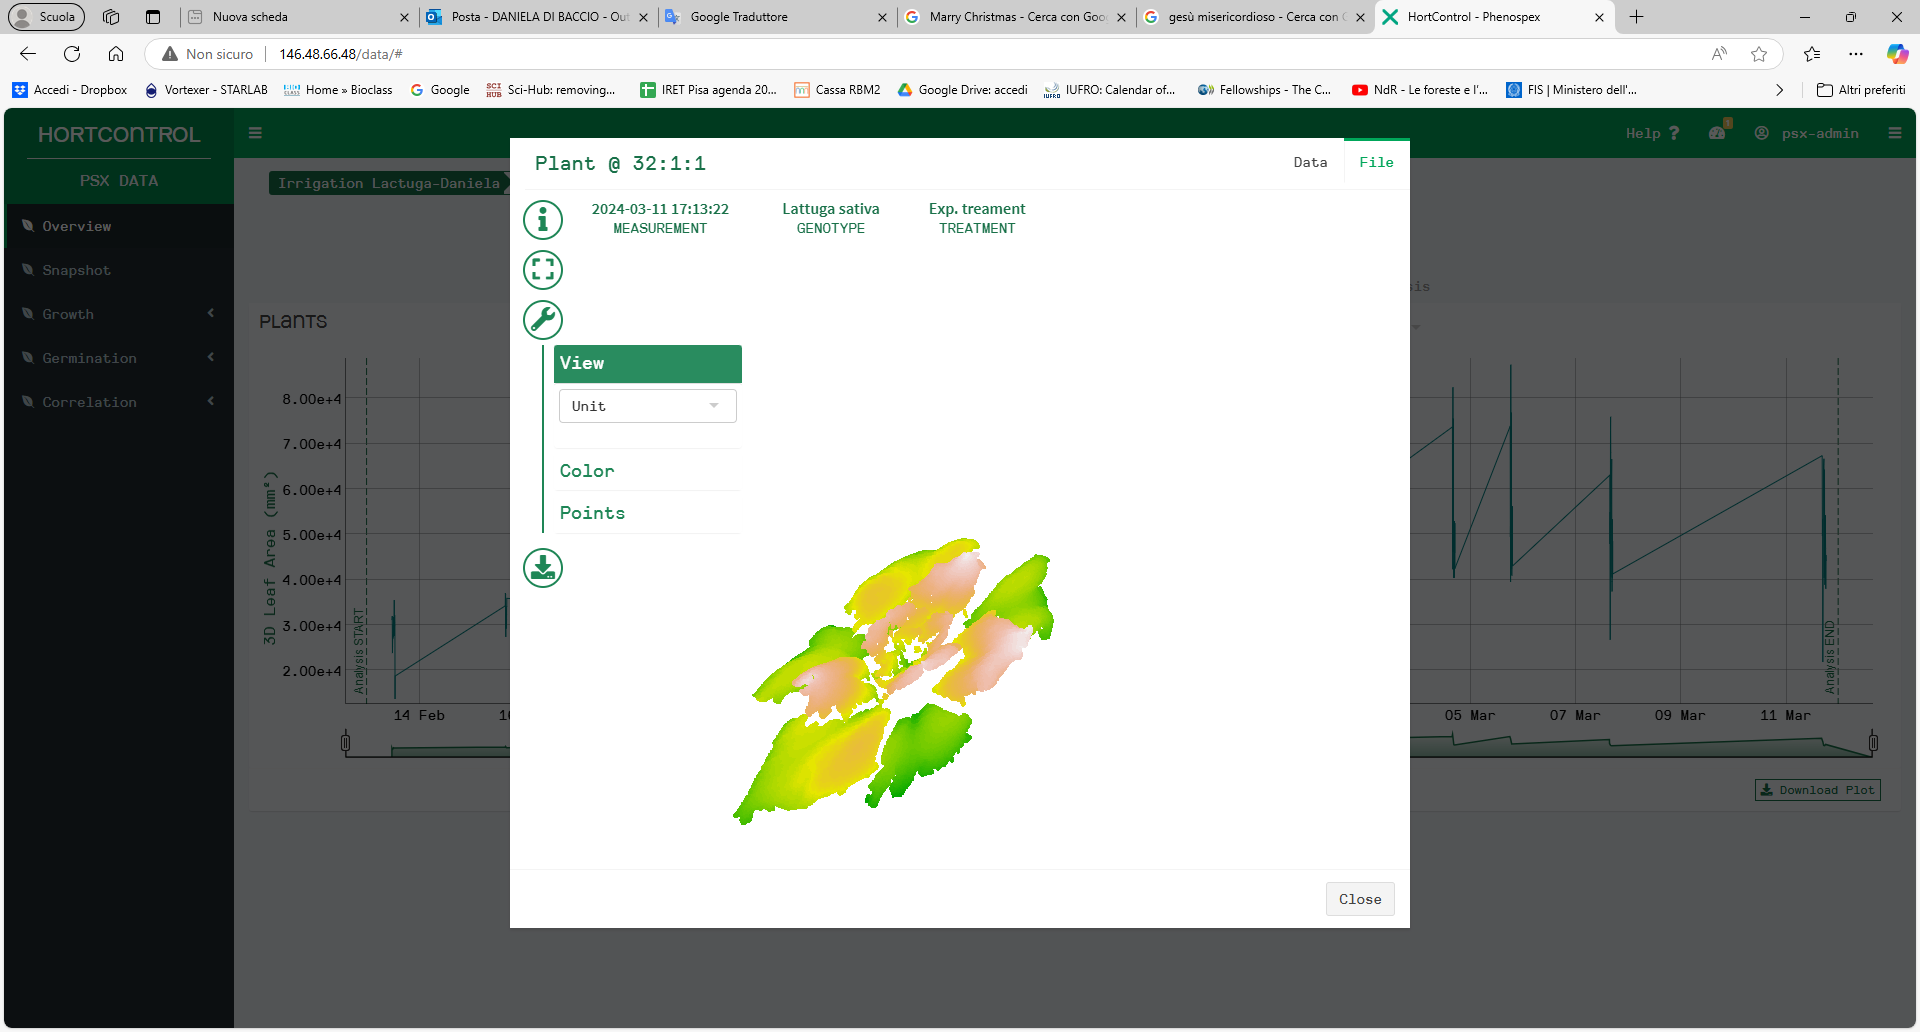 Scuola
Nuova scheda
Posta - DANIELA DI BACCIO - Out
Google Traduttore
Marry Christmas - Cerca con Goo
gesù misericordioso - Cerca con G
HortControl - Phenospex
Non sicuro
146.48.66.48/data/#
Accedi - Dropbox
Vortexer - STARLAB
Home » Bioclass
Google
Sci-Hub: removing...
IRET Pisa agenda 20...
Cassa RBM2
Google Drive: accedi
IUFRO: Calendar of...
Fellowships - The C...
NdR - Le foreste e l'...
FIS | Ministero dell'...
Altri preferiti
HORTCONTROL
Help ?
1
psx-admin
PSX DATA
Irrigation Lactuga-Daniela
Overview
Snapshot
Growth
Germination
Correlation
Plant @ 32:1:1
Data
File
2024-03-11 17:13:22
MEASUREMENT
Lattuga sativa
GENOTYPE
Exp. treament
TREATMENT
View
Unit
Color
Points
Close
sis
PLANTS
3D Leaf Area (mm²)
8.00e+4
7.00e+4
6.00e+4
5.00e+4
4.00e+4
3.00e+4
2.00e+4
Analysis START
Analysis END
14 Feb
05 Mar
07 Mar
09 Mar
11 Mar
Download Plot